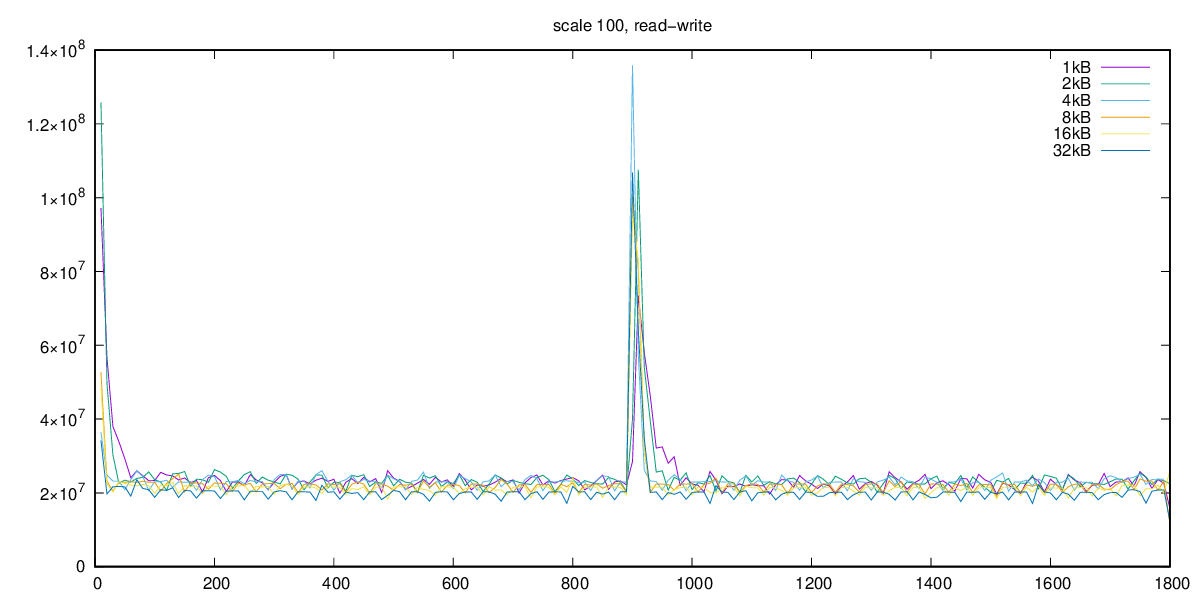 scale 100, read−write
1.4×10⁸
1.2×10⁸
1×10⁸
8×10⁷
6×10⁷
4×10⁷
2×10⁷
0
1kB
2kB
4kB
8kB
16kB
32kB
0 200 400 600 800 1000 1200 1400 1600 1800